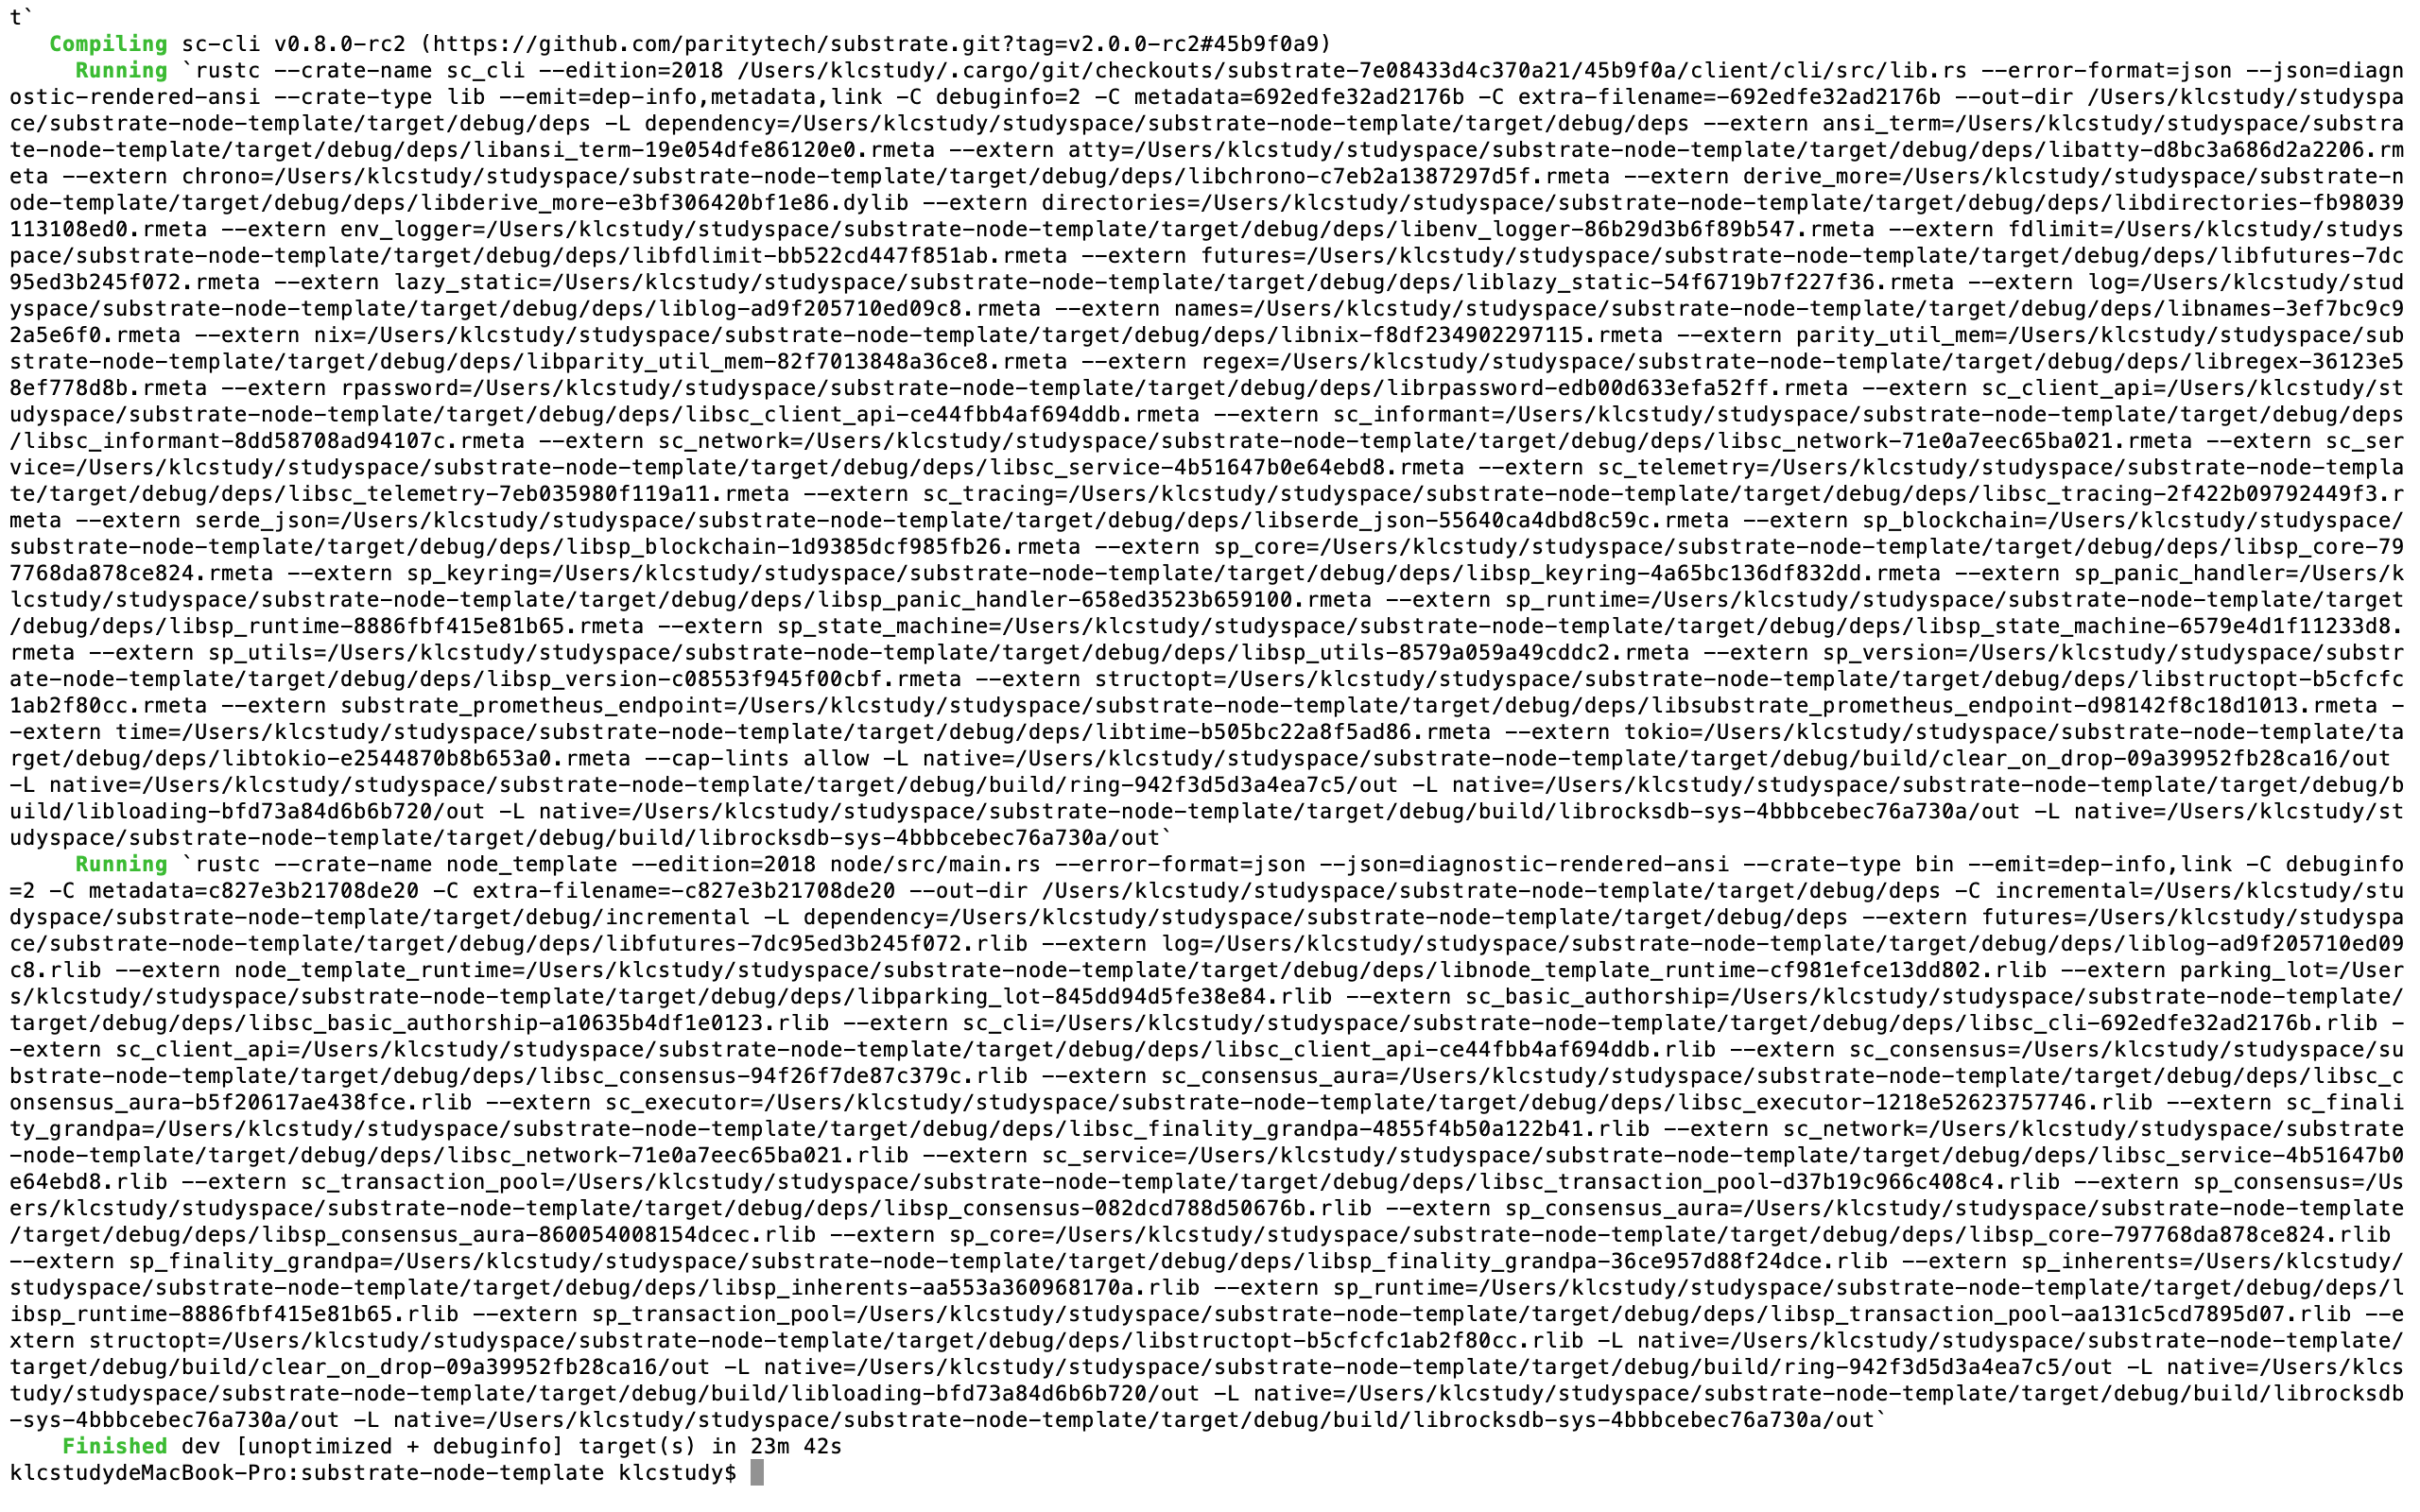 t`
   Compiling sc-cli v0.8.0-rc2 (https://github.com/paritytech/substrate.git?tag=v2.0.0-rc2#45b9f0a9)
     Running `rustc --crate-name sc_cli --edition=2018 /Users/klcstudy/.cargo/git/checkouts/substrate-7e08433d4c370a21/45b9f0a/client/cli/src/lib.rs --error-format=json --json=diagn
ostic-rendered-ansi --crate-type lib --emit=dep-info,metadata,link -C debuginfo=2 -C metadata=692edfe32ad2176b -C extra-filename=-692edfe32ad2176b --out-dir /Users/klcstudy/studyspa
ce/substrate-node-template/target/debug/deps -L dependency=/Users/klcstudy/studyspace/substrate-node-template/target/debug/deps --extern ansi_term=/Users/klcstudy/studyspace/substra
te-node-template/target/debug/deps/libansi_term-19e054dfe86120e0.rmeta --extern atty=/Users/klcstudy/studyspace/substrate-node-template/target/debug/deps/libatty-d8bc3a686d2a2206.rm
eta --extern chrono=/Users/klcstudy/studyspace/substrate-node-template/target/debug/deps/libchrono-c7eb2a1387297d5f.rmeta --extern derive_more=/Users/klcstudy/studyspace/substrate-n
ode-template/target/debug/deps/libderive_more-e3bf306420bf1e86.dylib --extern directories=/Users/klcstudy/studyspace/substrate-node-template/target/debug/deps/libdirectories-fb98039
113108ed0.rmeta --extern env_logger=/Users/klcstudy/studyspace/substrate-node-template/target/debug/deps/libenv_logger-86b29d3b6f89b547.rmeta --extern fdlimit=/Users/klcstudy/studys
pace/substrate-node-template/target/debug/deps/libfdlimit-bb522cd447f851ab.rmeta --extern futures=/Users/klcstudy/studyspace/substrate-node-template/target/debug/deps/libfutures-7dc
95ed3b245f072.rmeta --extern lazy_static=/Users/klcstudy/studyspace/substrate-node-template/target/debug/deps/liblazy_static-54f6719b7f227f36.rmeta --extern log=/Users/klcstudy/stud
yspace/substrate-node-template/target/debug/deps/liblog-ad9f205710ed09c8.rmeta --extern names=/Users/klcstudy/studyspace/substrate-node-template/target/debug/deps/libnames-3ef7bc9c9
2a5e6f0.rmeta --extern nix=/Users/klcstudy/studyspace/substrate-node-template/target/debug/deps/libnix-f8df234902297115.rmeta --extern parity_util_mem=/Users/klcstudy/studyspace/sub
strate-node-template/target/debug/deps/libparity_util_mem-82f7013848a36ce8.rmeta --extern regex=/Users/klcstudy/studyspace/substrate-node-template/target/debug/deps/libregex-36123e5
8ef778d8b.rmeta --extern rpassword=/Users/klcstudy/studyspace/substrate-node-template/target/debug/deps/librpassword-edb00d633efa52ff.rmeta --extern sc_client_api=/Users/klcstudy/st
udyspace/substrate-node-template/target/debug/deps/libsc_client_api-ce44fbb4af694ddb.rmeta --extern sc_informant=/Users/klcstudy/studyspace/substrate-node-template/target/debug/deps
/libsc_informant-8dd58708ad94107c.rmeta --extern sc_network=/Users/klcstudy/studyspace/substrate-node-template/target/debug/deps/libsc_network-71e0a7eec65ba021.rmeta --extern sc_ser
vice=/Users/klcstudy/studyspace/substrate-node-template/target/debug/deps/libsc_service-4b51647b0e64ebd8.rmeta --extern sc_telemetry=/Users/klcstudy/studyspace/substrate-node-templa
te/target/debug/deps/libsc_telemetry-7eb035980f119a11.rmeta --extern sc_tracing=/Users/klcstudy/studyspace/substrate-node-template/target/debug/deps/libsc_tracing-2f422b09792449f3.r
meta --extern serde_json=/Users/klcstudy/studyspace/substrate-node-template/target/debug/deps/libserde_json-55640ca4dbd8c59c.rmeta --extern sp_blockchain=/Users/klcstudy/studyspace/
substrate-node-template/target/debug/deps/libsp_blockchain-1d9385dcf985fb26.rmeta --extern sp_core=/Users/klcstudy/studyspace/substrate-node-template/target/debug/deps/libsp_core-79
7768da878ce824.rmeta --extern sp_keyring=/Users/klcstudy/studyspace/substrate-node-template/target/debug/deps/libsp_keyring-4a65bc136df832dd.rmeta --extern sp_panic_handler=/Users/k
lcstudy/studyspace/substrate-node-template/target/debug/deps/libsp_panic_handler-658ed3523b659100.rmeta --extern sp_runtime=/Users/klcstudy/studyspace/substrate-node-template/target
/debug/deps/libsp_runtime-8886fbf415e81b65.rmeta --extern sp_state_machine=/Users/klcstudy/studyspace/substrate-node-template/target/debug/deps/libsp_state_machine-6579e4d1f11233d8.
rmeta --extern sp_utils=/Users/klcstudy/studyspace/substrate-node-template/target/debug/deps/libsp_utils-8579a059a49cddc2.rmeta --extern sp_version=/Users/klcstudy/studyspace/substr
ate-node-template/target/debug/deps/libsp_version-c08553f945f00cbf.rmeta --extern structopt=/Users/klcstudy/studyspace/substrate-node-template/target/debug/deps/libstructopt-b5cfcfc
1ab2f80cc.rmeta --extern substrate_prometheus_endpoint=/Users/klcstudy/studyspace/substrate-node-template/target/debug/deps/libsubstrate_prometheus_endpoint-d98142f8c18d1013.rmeta -
-extern time=/Users/klcstudy/studyspace/substrate-node-template/target/debug/deps/libtime-b505bc22a8f5ad86.rmeta --extern tokio=/Users/klcstudy/studyspace/substrate-node-template/ta
rget/debug/deps/libtokio-e2544870b8b653a0.rmeta --cap-lints allow -L native=/Users/klcstudy/studyspace/substrate-node-template/target/debug/build/clear_on_drop-09a39952fb28ca16/out
-L native=/Users/klcstudy/studyspace/substrate-node-template/target/debug/build/ring-942f3d5d3a4ea7c5/out -L native=/Users/klcstudy/studyspace/substrate-node-template/target/debug/b
uild/libloading-bfd73a84d6b6b720/out -L native=/Users/klcstudy/studyspace/substrate-node-template/target/debug/build/librocksdb-sys-4bbbcebec76a730a/out -L native=/Users/klcstudy/st
udyspace/substrate-node-template/target/debug/build/librocksdb-sys-4bbbcebec76a730a/out`
     Running `rustc --crate-name node_template --edition=2018 node/src/main.rs --error-format=json --json=diagnostic-rendered-ansi --crate-type bin --emit=dep-info,link -C debuginfo
=2 -C metadata=c827e3b21708de20 -C extra-filename=-c827e3b21708de20 --out-dir /Users/klcstudy/studyspace/substrate-node-template/target/debug/deps -C incremental=/Users/klcstudy/stu
dyspace/substrate-node-template/target/debug/incremental -L dependency=/Users/klcstudy/studyspace/substrate-node-template/target/debug/deps --extern futures=/Users/klcstudy/studyspa
ce/substrate-node-template/target/debug/deps/libfutures-7dc95ed3b245f072.rlib --extern log=/Users/klcstudy/studyspace/substrate-node-template/target/debug/deps/liblog-ad9f205710ed09
c8.rlib --extern node_template_runtime=/Users/klcstudy/studyspace/substrate-node-template/target/debug/deps/libnode_template_runtime-cf981efce13dd802.rlib --extern parking_lot=/User
s/klcstudy/studyspace/substrate-node-template/target/debug/deps/libparking_lot-845dd94d5fe38e84.rlib --extern sc_basic_authorship=/Users/klcstudy/studyspace/substrate-node-template/
target/debug/deps/libsc_basic_authorship-a10635b4df1e0123.rlib --extern sc_cli=/Users/klcstudy/studyspace/substrate-node-template/target/debug/deps/libsc_cli-692edfe32ad2176b.rlib -
-extern sc_client_api=/Users/klcstudy/studyspace/substrate-node-template/target/debug/deps/libsc_client_api-ce44fbb4af694ddb.rlib --extern sc_consensus=/Users/klcstudy/studyspace/su
bstrate-node-template/target/debug/deps/libsc_consensus-94f26f7de87c379c.rlib --extern sc_consensus_aura=/Users/klcstudy/studyspace/substrate-node-template/target/debug/deps/libsc_c
onsensus_aura-b5f20617ae438fce.rlib --extern sc_executor=/Users/klcstudy/studyspace/substrate-node-template/target/debug/deps/libsc_executor-1218e52623757746.rlib --extern sc_finali
ty_grandpa=/Users/klcstudy/studyspace/substrate-node-template/target/debug/deps/libsc_finality_grandpa-4855f4b50a122b41.rlib --extern sc_network=/Users/klcstudy/studyspace/substrate
-node-template/target/debug/deps/libsc_network-71e0a7eec65ba021.rlib --extern sc_service=/Users/klcstudy/studyspace/substrate-node-template/target/debug/deps/libsc_service-4b51647b0
e64ebd8.rlib --extern sc_transaction_pool=/Users/klcstudy/studyspace/substrate-node-template/target/debug/deps/libsc_transaction_pool-d37b19c966c408c4.rlib --extern sp_consensus=/Us
ers/klcstudy/studyspace/substrate-node-template/target/debug/deps/libsp_consensus-082dcd788d50676b.rlib --extern sp_consensus_aura=/Users/klcstudy/studyspace/substrate-node-template
/target/debug/deps/libsp_consensus_aura-860054008154dcec.rlib --extern sp_core=/Users/klcstudy/studyspace/substrate-node-template/target/debug/deps/libsp_core-797768da878ce824.rlib
--extern sp_finality_grandpa=/Users/klcstudy/studyspace/substrate-node-template/target/debug/deps/libsp_finality_grandpa-36ce957d88f24dce.rlib --extern sp_inherents=/Users/klcstudy/
studyspace/substrate-node-template/target/debug/deps/libsp_inherents-aa553a360968170a.rlib --extern sp_runtime=/Users/klcstudy/studyspace/substrate-node-template/target/debug/deps/l
ibsp_runtime-8886fbf415e81b65.rlib --extern sp_transaction_pool=/Users/klcstudy/studyspace/substrate-node-template/target/debug/deps/libsp_transaction_pool-aa131c5cd7895d07.rlib --e
xtern structopt=/Users/klcstudy/studyspace/substrate-node-template/target/debug/deps/libstructopt-b5cfcfc1ab2f80cc.rlib -L native=/Users/klcstudy/studyspace/substrate-node-template/
target/debug/build/clear_on_drop-09a39952fb28ca16/out -L native=/Users/klcstudy/studyspace/substrate-node-template/target/debug/build/ring-942f3d5d3a4ea7c5/out -L native=/Users/klcs
tudy/studyspace/substrate-node-template/target/debug/build/libloading-bfd73a84d6b6b720/out -L native=/Users/klcstudy/studyspace/substrate-node-template/target/debug/build/librocksdb
-sys-4bbbcebec76a730a/out -L native=/Users/klcstudy/studyspace/substrate-node-template/target/debug/build/librocksdb-sys-4bbbcebec76a730a/out`
    Finished dev [unoptimized + debuginfo] target(s) in 23m 42s
klcstudydeMacBook-Pro:substrate-node-template klcstudy$